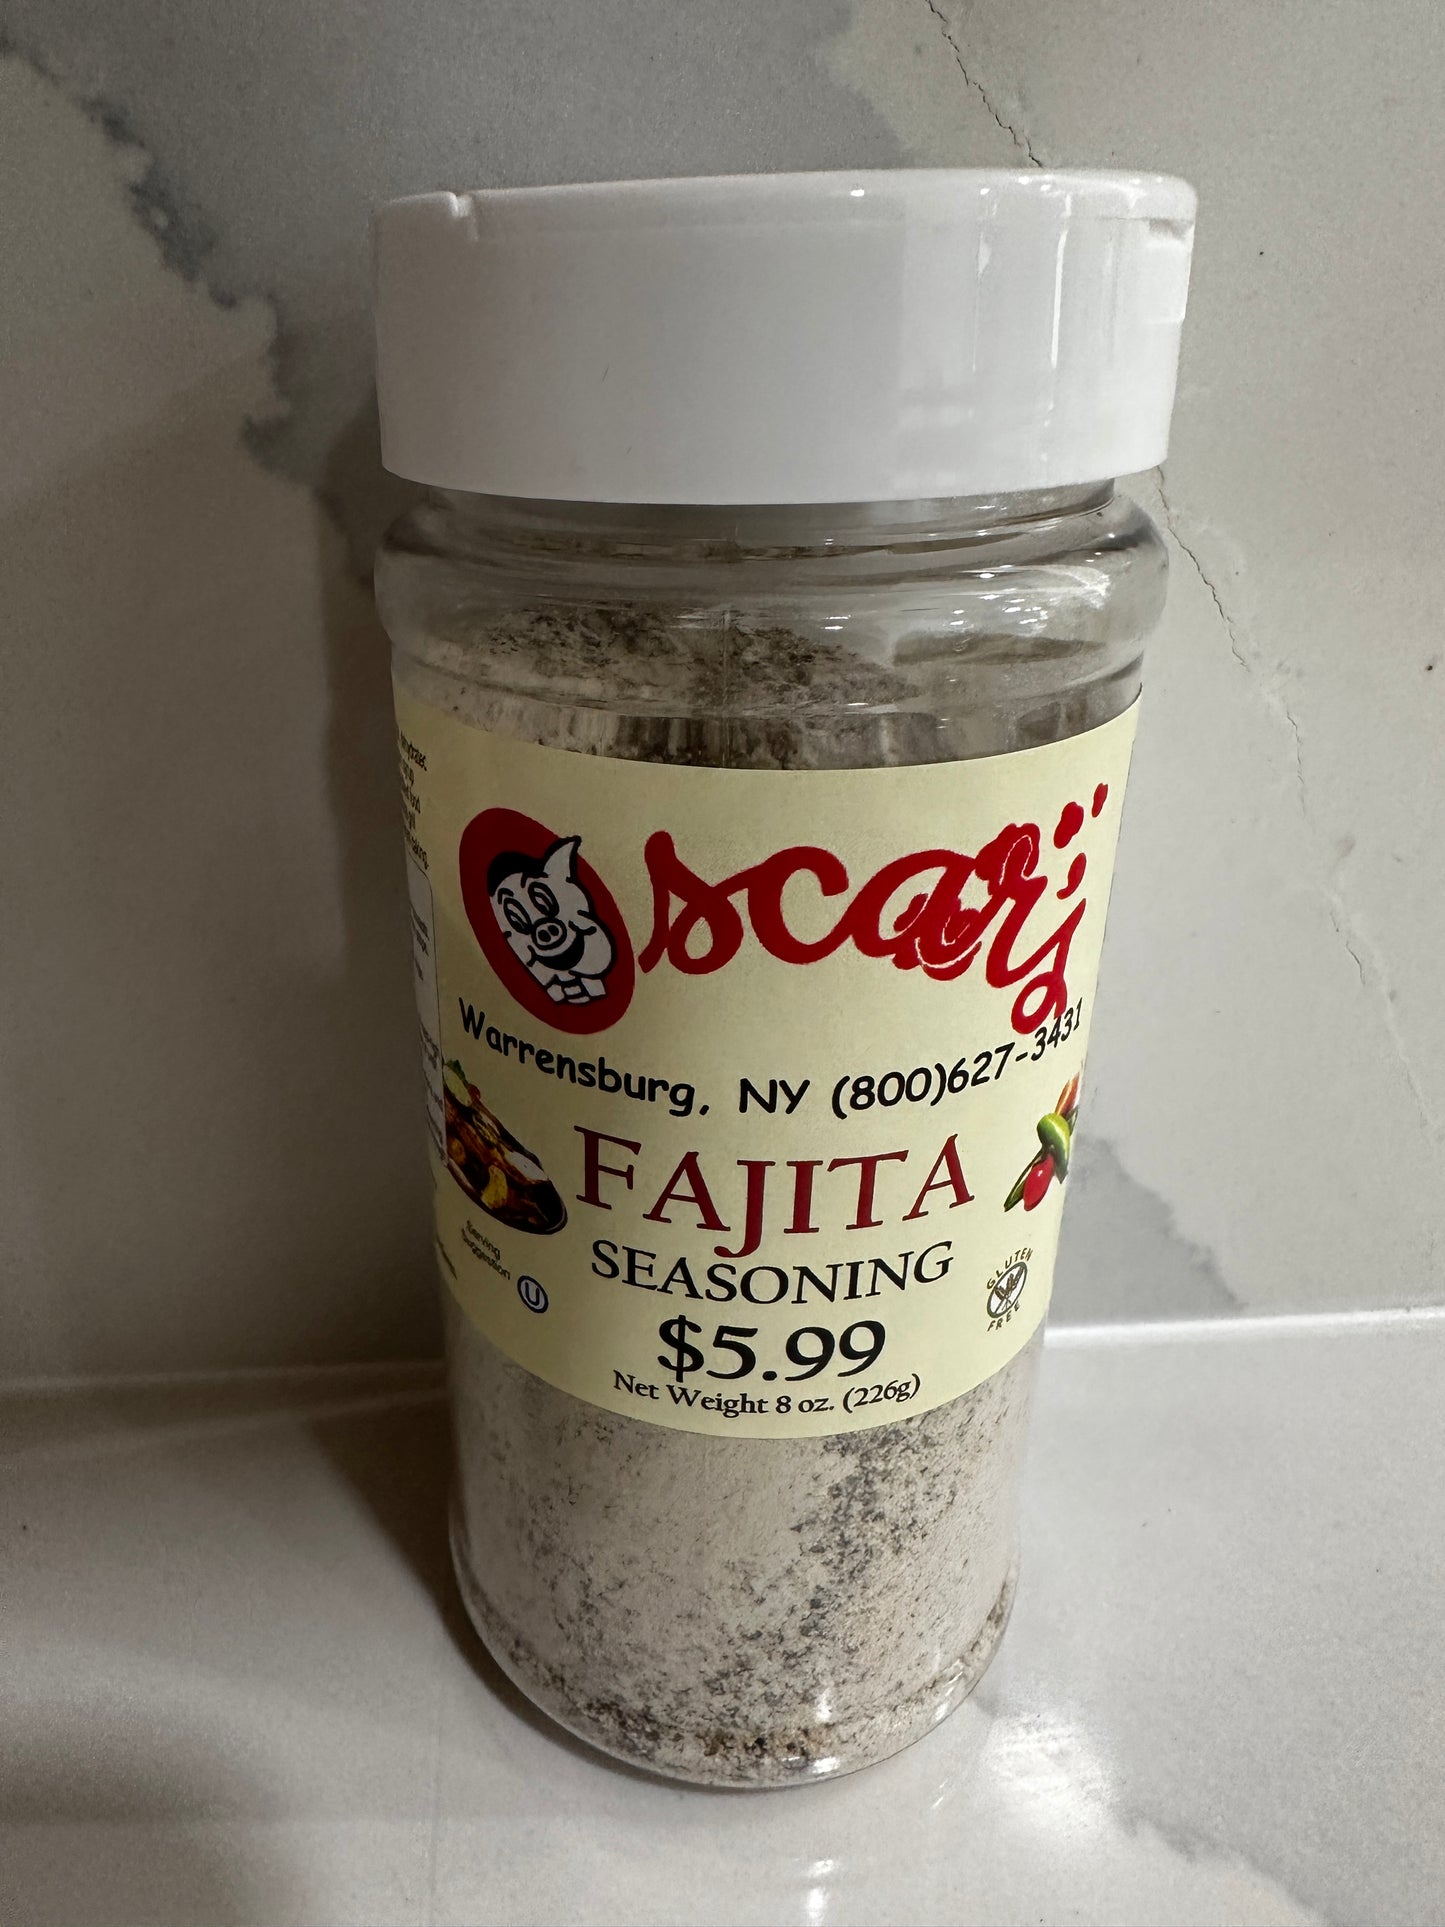 Oscar's
Warrensburg, NY (800)627-3431
FAJITA
SEASONING
Serving
Suggestion
U
GLUTEN
FREE
$5.99
Net Weight 8 oz. (226g)